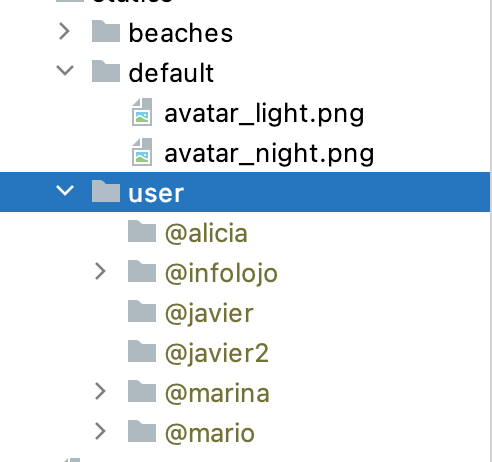 beaches
default
avatar_light.png
avatar_night.png
user
@alicia
@infolojo
@javier
@javier2
@marina
@mario